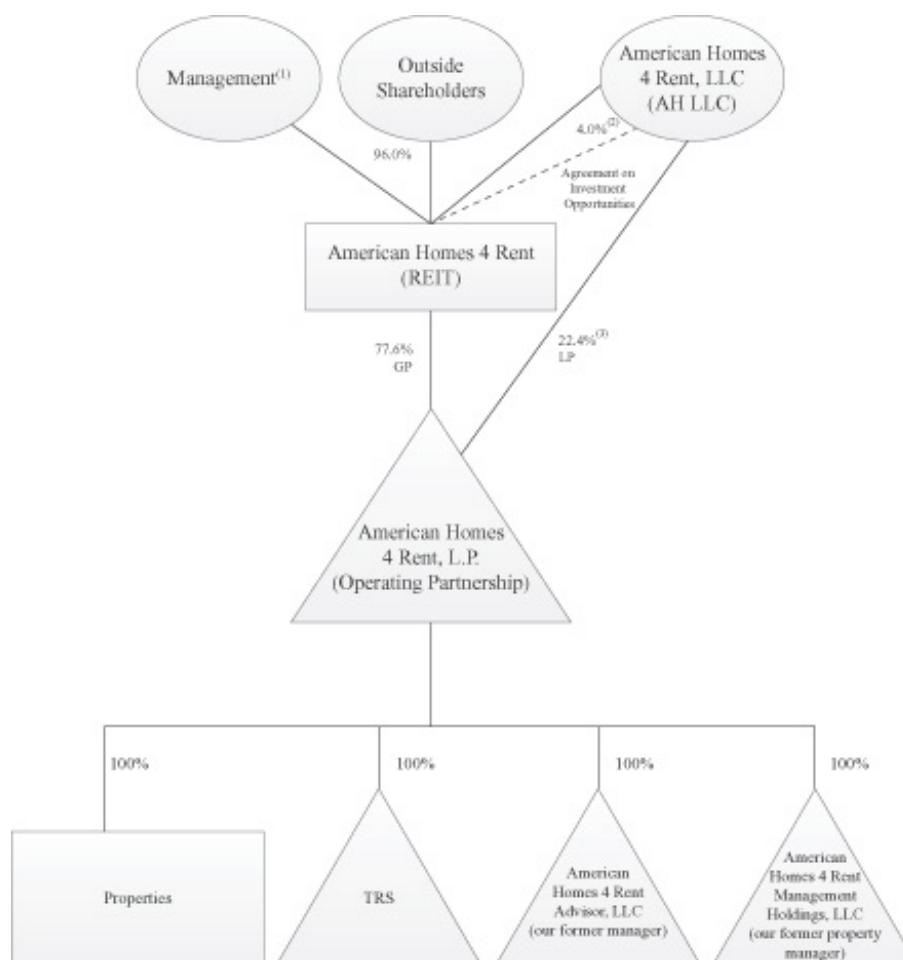 Management(1)
Outside
Shareholders
American Homes
4 Rent, LLC
(AH LLC)
96.0%
4.0%(2)
Agreement on
Investment
Opportunities
American Homes 4 Rent
(REIT)
77.6%
GP
22.4%(3)
LP
American Homes
4 Rent, L.P.
(Operating Partnership)
100%
100%
100%
100%
Properties
TRS
American
Homes 4 Rent
Advisor, LLC
(our former manager)
American
Homes 4 Rent
Management
Holdings, LLC
(our former property
manager)